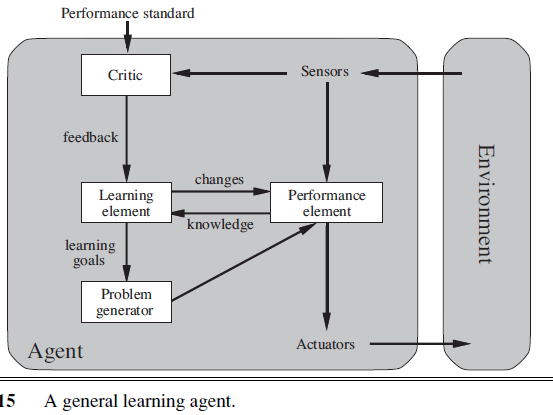 Performance standard
Critic
Sensors
feedback
changes
Learning
element
Performance
element
knowledge
learning
goals
Problem
generator
Environment
Agent
Actuators
15 A general learning agent.